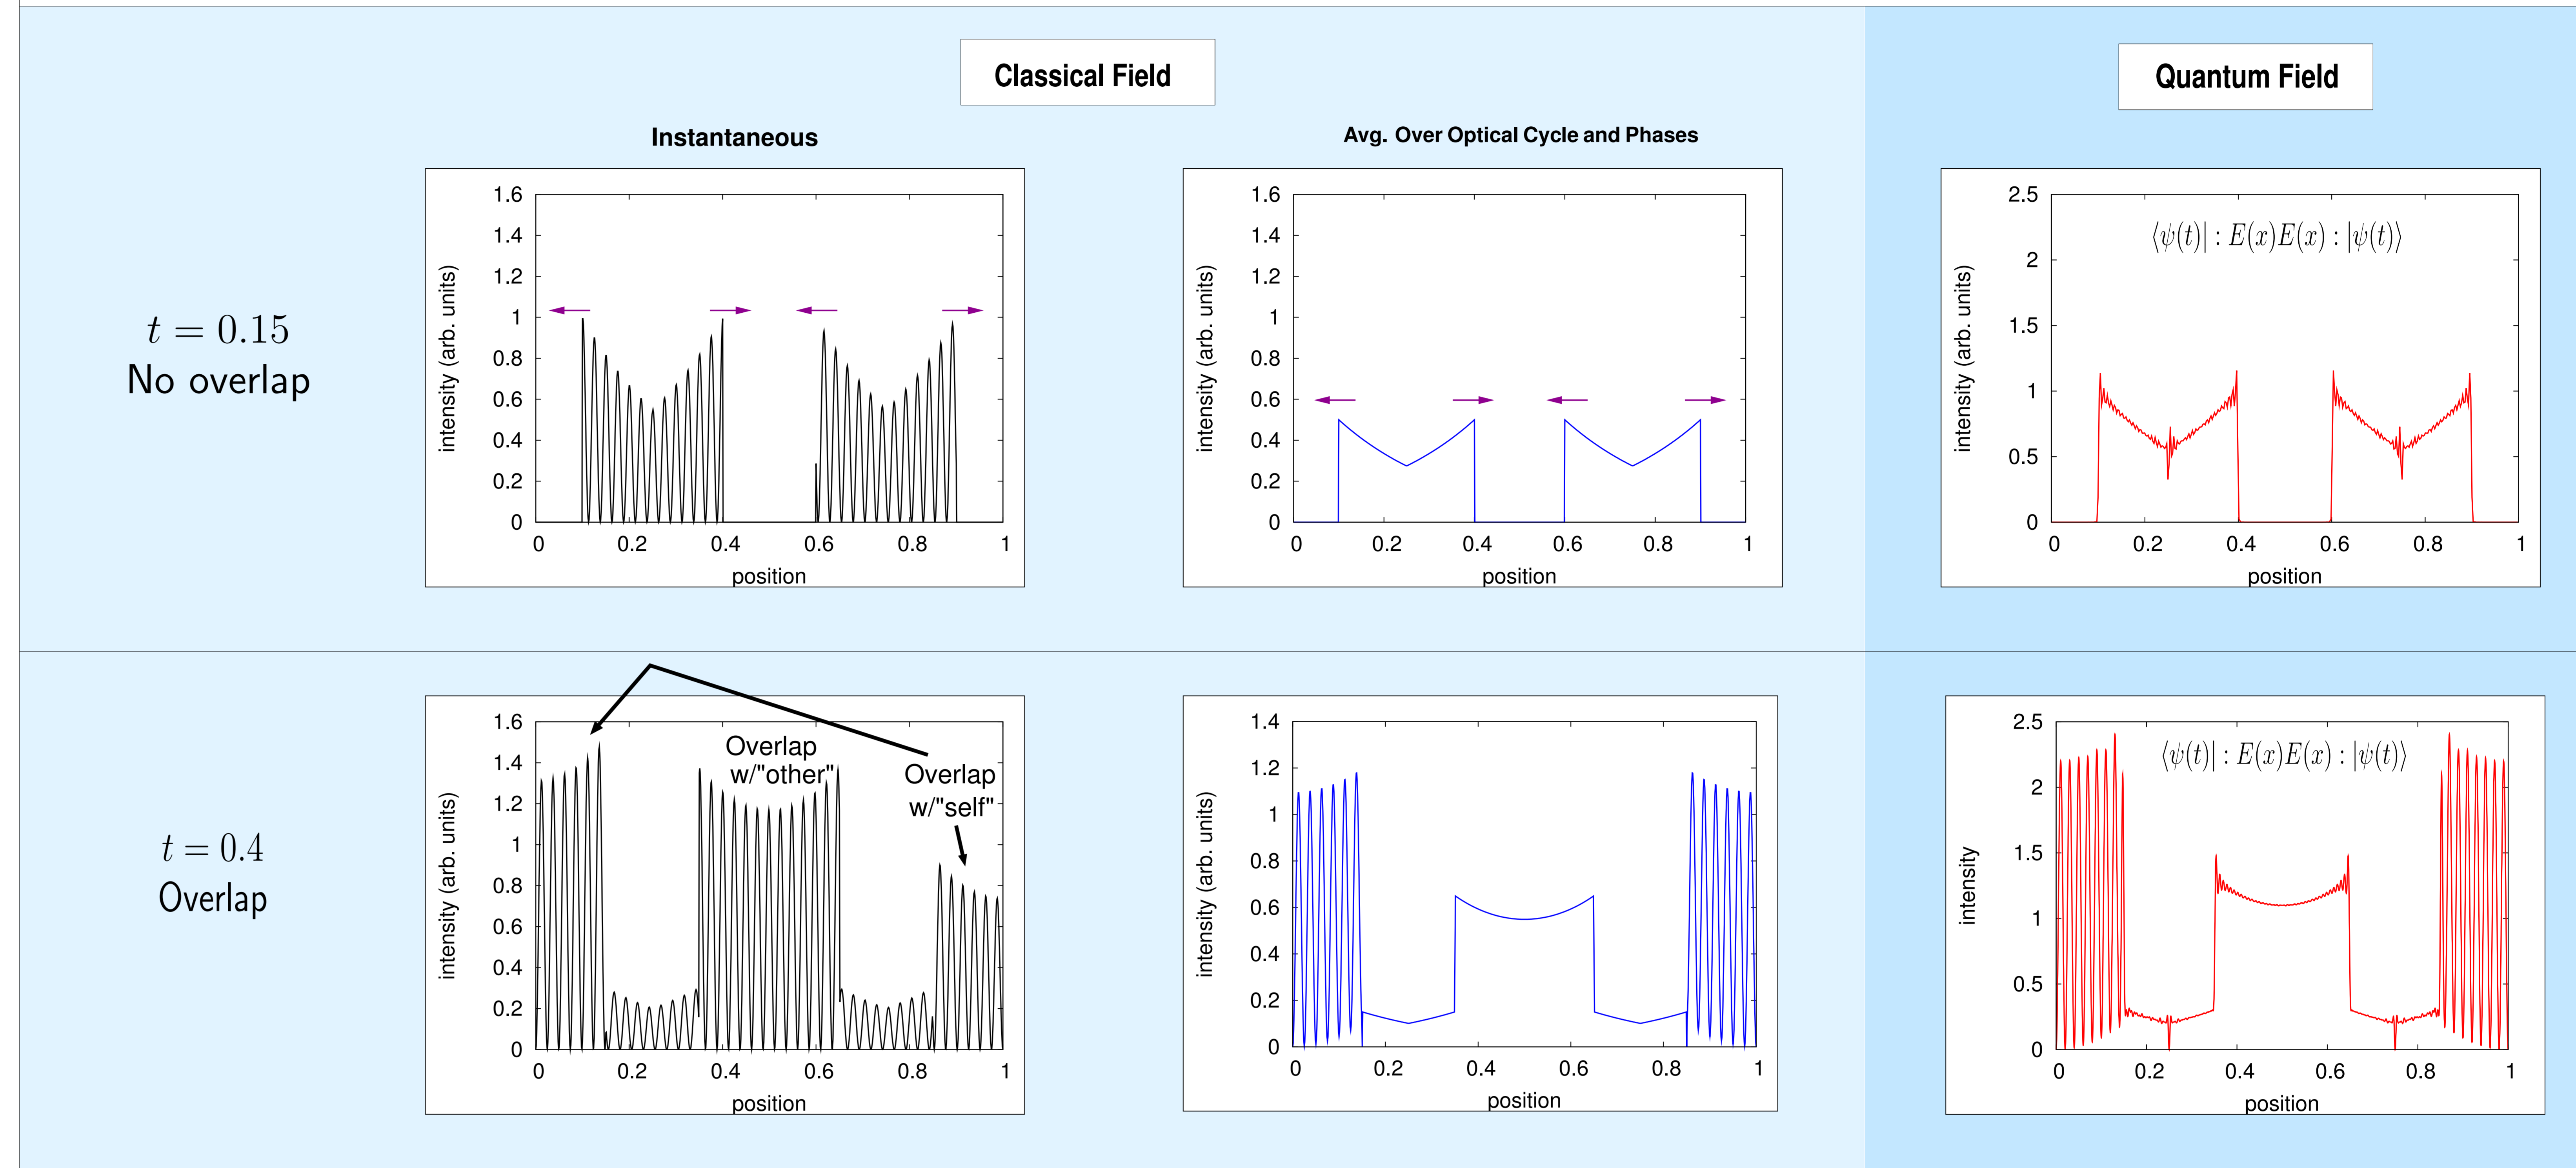 Classical Field
Quantum Field
Instantaneous
Avg. Over Optical Cycle and Phases
t = 0.15
No overlap
intensity (arb. units)
1.6
1.4
1.2
1
0.8
0.6
0.4
0.2
0
0 0.2 0.4 0.6 0.8 1
position
intensity (arb. units)
1.6
1.4
1.2
1
0.8
0.6
0.4
0.2
0
0 0.2 0.4 0.6 0.8 1
position
intensity (arb. units)
2.5
2
1.5
1
0.5
0
⟨ψ(t)| : E(x)E(x) : |ψ(t)⟩
0 0.2 0.4 0.6 0.8 1
position
t = 0.4
Overlap
intensity (arb. units)
1.6
1.4
1.2
1
0.8
0.6
0.4
0.2
0
Overlap
w/"other"
Overlap
w/"self"
0 0.2 0.4 0.6 0.8 1
position
intensity (arb. units)
1.4
1.2
1
0.8
0.6
0.4
0.2
0
0 0.2 0.4 0.6 0.8 1
position
intensity
2.5
2
1.5
1
0.5
0
⟨ψ(t)| : E(x)E(x) : |ψ(t)⟩
0 0.2 0.4 0.6 0.8 1
position